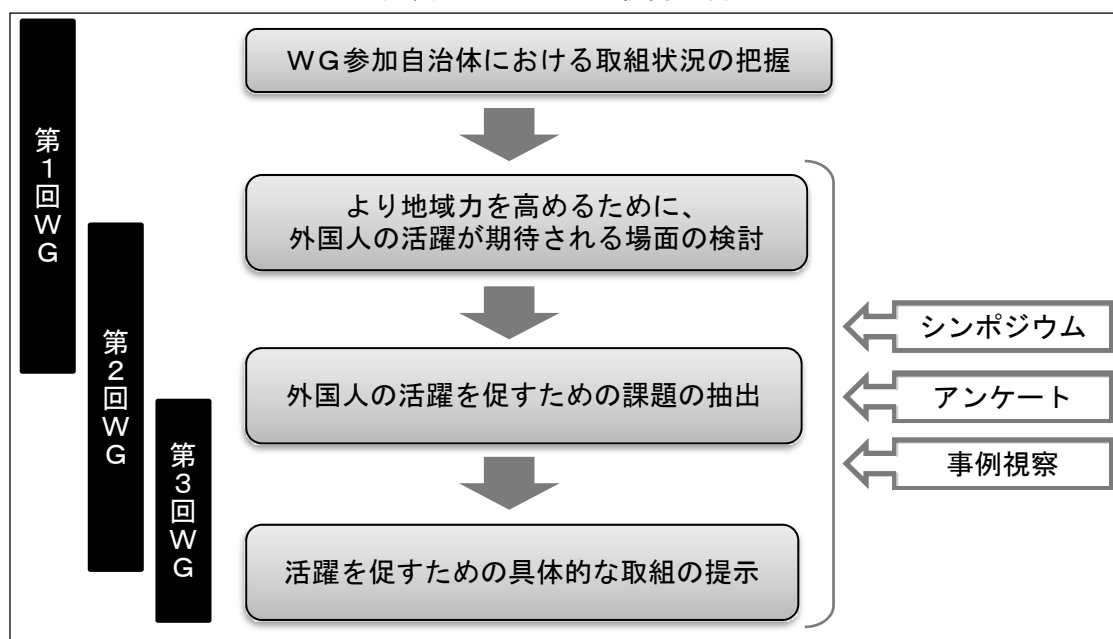 WG参加自治体における取組状況の把握
第1回WG
より地域力を高めるために、
外国人の活躍が期待される場面の検討
第2回WG
シンポジウム
外国人の活躍を促すための課題の抽出
アンケート
第3回WG
事例視察
活躍を促すための具体的な取組の提示